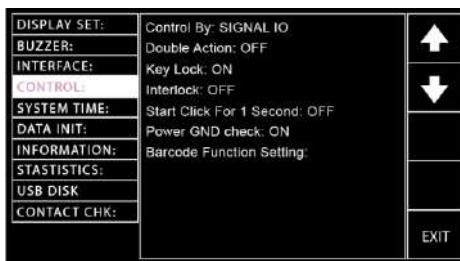 DISPLAY SET:
BUZZER:
INTERFACE:
CONTROL:
SYSTEM TIME:
DATA INIT:
INFORMATION:
STASTISTICS:
USB DISK
CONTACT CHK:
Control By: SIGNAL IO
Double Action: OFF
Key Lock: ON
Interlock: OFF
Start Click For 1 Second: OFF
Power GND check: ON
Barcode Function Setting:
EXIT